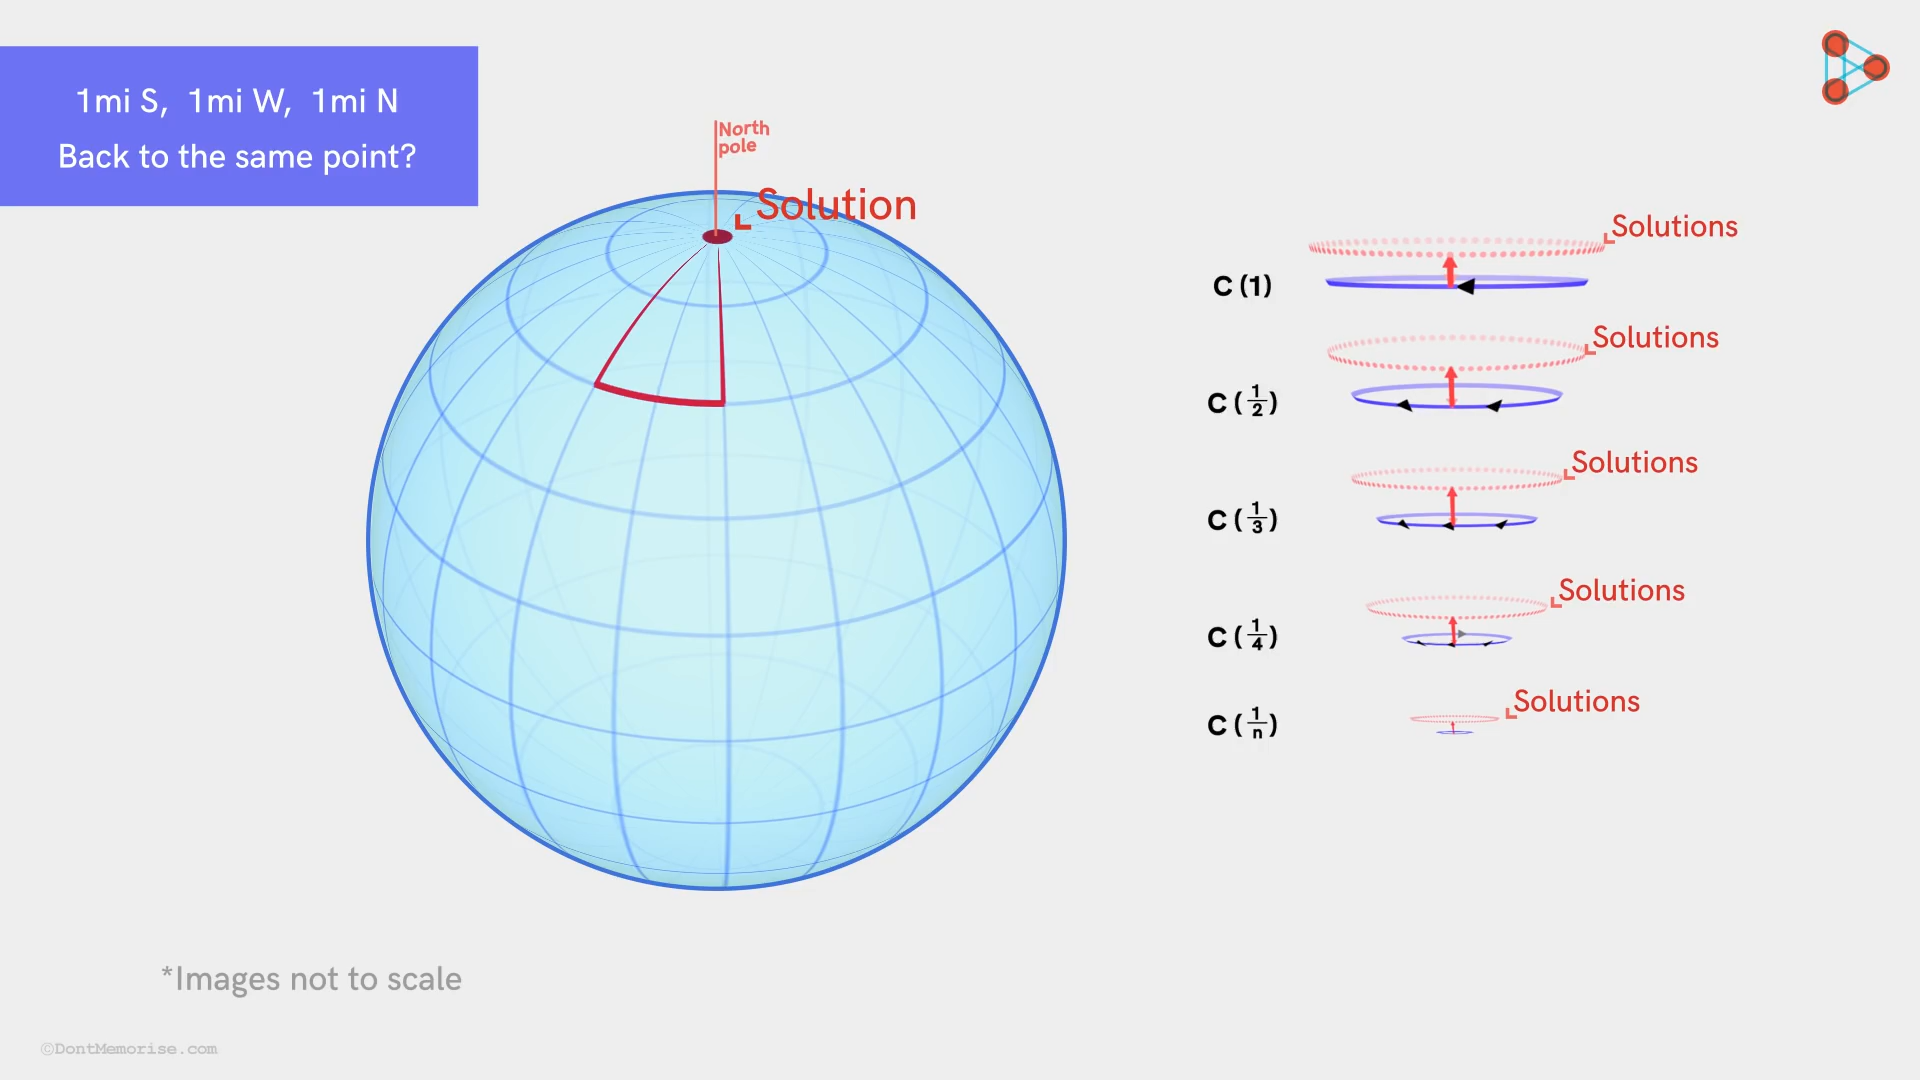 1mi S, 1mi W, 1mi N
Back to the same point?
North
pole
Solution
Solutions
C (1)
Solutions
C (1/2)
Solutions
C (1/3)
Solutions
C (1/4)
Solutions
C (1/n)
*Images not to scale
©DontMemorise.com